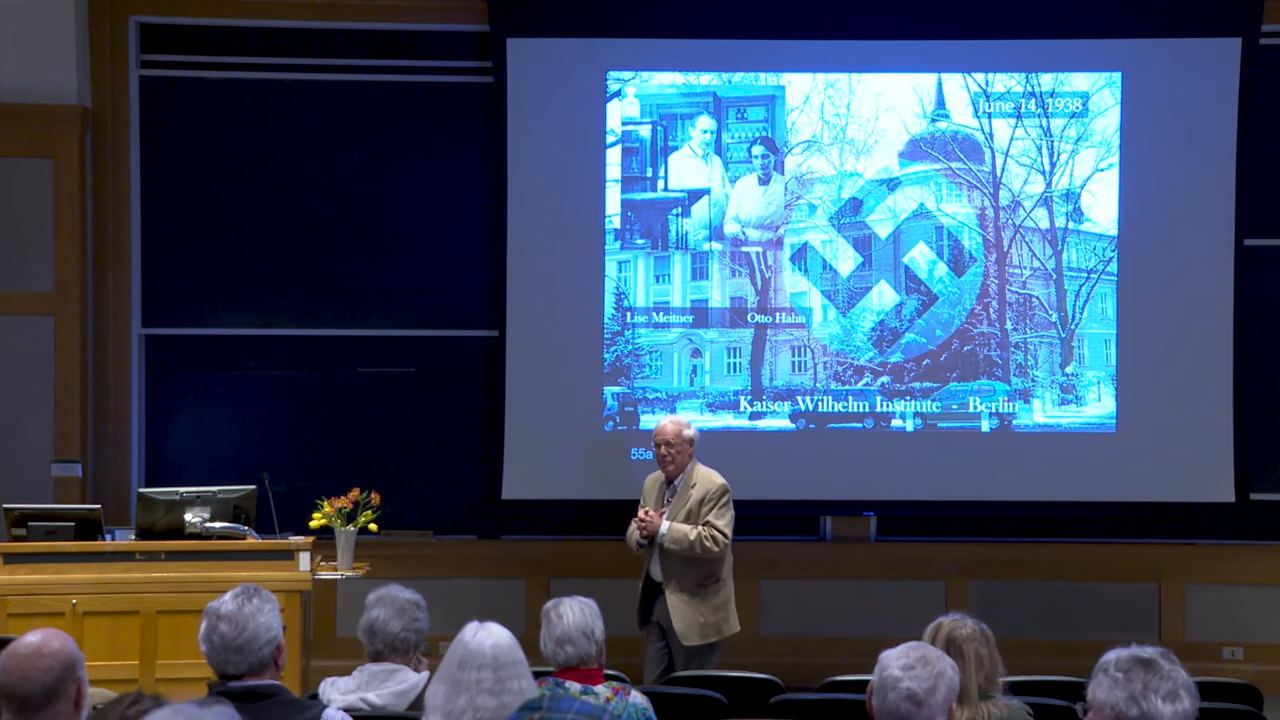 June 14, 1938
Lise Meitner
Otto Hahn
Kaiser Wilhelm Institute - Berlin
55a